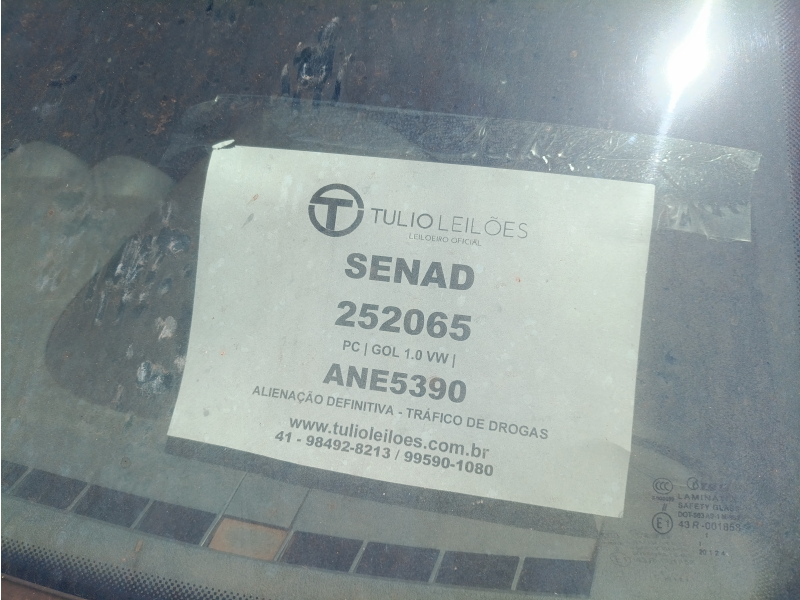 TULIO LEILÕES
LEILOEIRO OFICIAL
SENAD
252065
PC | GOL 1.0 VW |
ANE5390
ALIENAÇÃO DEFINITIVA - TRÁFICO DE DROGAS
www.tulioleiloes.com.br
41 - 98492-8213 / 99590-1080
SAFETY GLASS